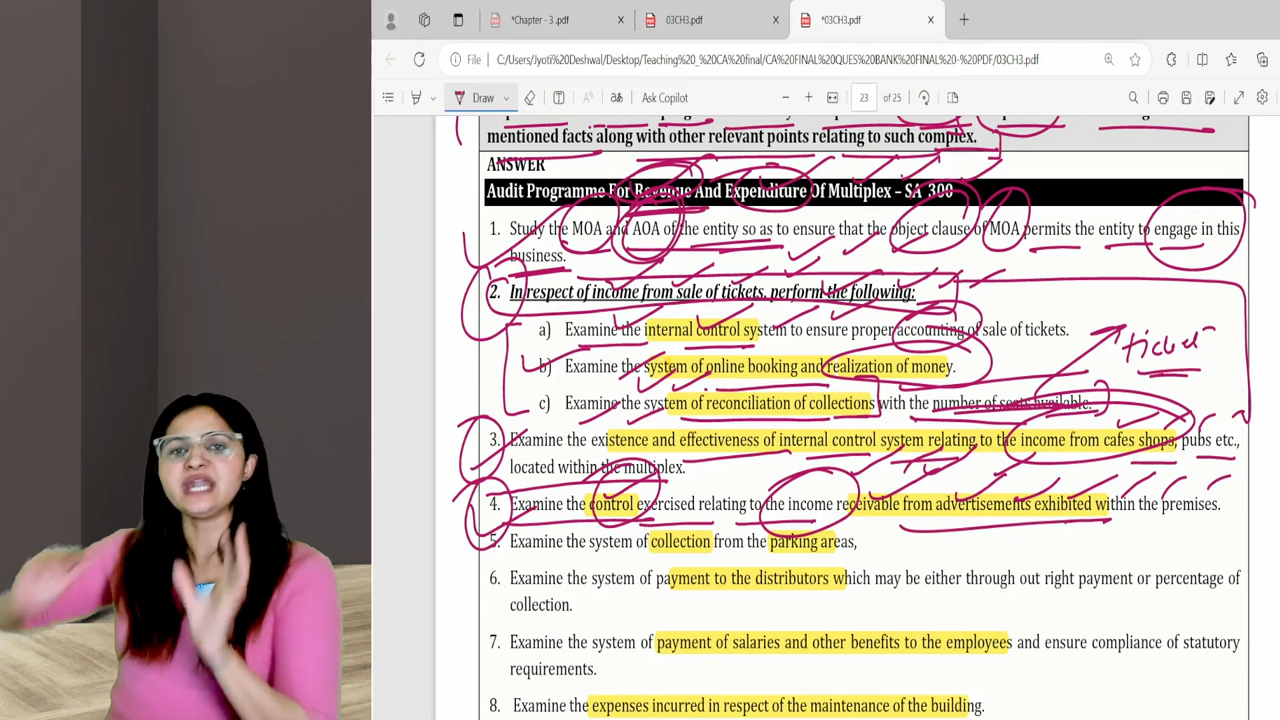 *Chapter - 3 .pdf
03CH3.pdf
*03CH3.pdf
File
C:/Users/Jyoti%20Deshwal/Desktop/Teaching%20_%20CA%20final/CA%20FINAL%20QUES%20BANK%20FINAL%20-%20PDF/03CH3.pdf
Draw
Ask Copilot
23 of 25
mentioned facts along with other relevant points relating to such complex.
ANSWER
Audit Programme For Revenue And Expenditure Of Multiplex – SA 300
1. Study the MOA and AOA of the entity so as to ensure that the object clause of MOA permits the entity to engage in this
business.
2. In respect of income from sale of tickets, perform the following:
a) Examine the internal control system to ensure proper accounting of sale of tickets.
b) Examine the system of online booking and realization of money.
c) Examine the system of reconciliation of collections with the number of seats available.
ticket
3. Examine the existence and effectiveness of internal control system relating to the income from cafes shops, pubs etc.,
located within the multiplex.
4. Examine the control exercised relating to the income receivable from advertisements exhibited within the premises.
5. Examine the system of collection from the parking areas,
6. Examine the system of payment to the distributors which may be either through out right payment or percentage of
collection.
7. Examine the system of payment of salaries and other benefits to the employees and ensure compliance of statutory
requirements.
8. Examine the expenses incurred in respect of the maintenance of the building.